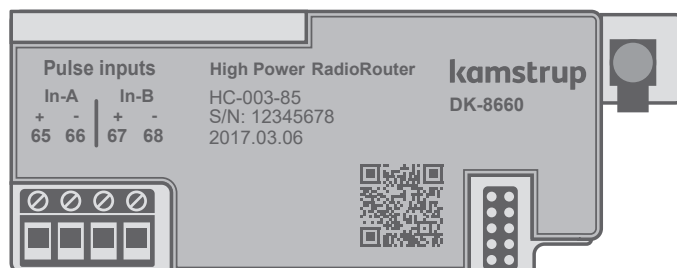 Pulse inputs
In-A In-B
+ - + -
65 66 67 68
High Power RadioRouter
HC-003-85
S/N: 12345678
2017.03.06
kamstrup
DK-8660